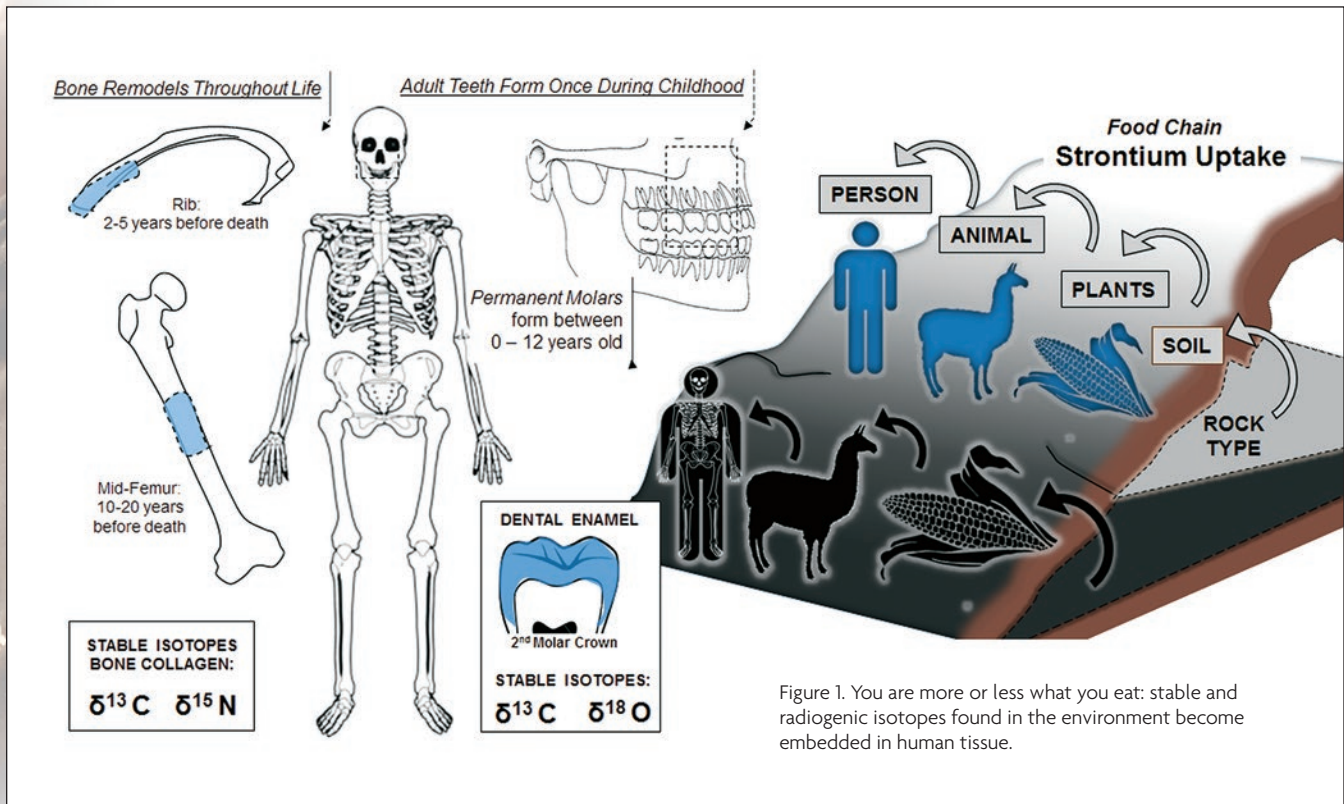 Bone Remodels Throughout Life
Rib:
2-5 years before death
Mid-Femur:
10-20 years
before death
STABLE ISOTOPES
BONE COLLAGEN:
δ¹³C δ¹⁵N
Adult Teeth Form Once During Childhood
Permanent Molars
form between
0 – 12 years old
DENTAL ENAMEL
2nd Molar Crown
STABLE ISOTOPES:
δ¹³C δ¹⁸O
Food Chain
Strontium Uptake
PERSON
ANIMAL
PLANTS
SOIL
ROCK
TYPE
Figure 1. You are more or less what you eat: stable and
radiogenic isotopes found in the environment become
embedded in human tissue.